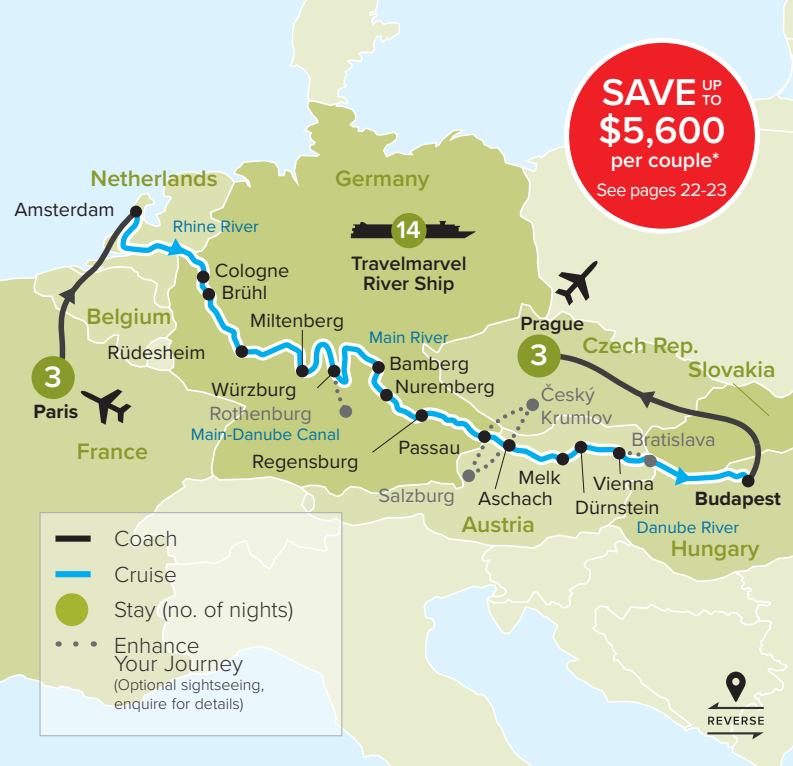 SAVE UP TO
$5,600
per couple*
See pages 22-23
Netherlands
Germany
Amsterdam
Rhine River
14
Travelmarvel
River Ship
Cologne
Brühl
Belgium
Miltenberg
Main River
Prague
3
Czech Rep.
Slovakia
Rüdesheim
Bamberg
3
Paris
Würzburg
Nuremberg
Rothenburg
Český
Krumlov
Main-Danube Canal
France
Regensburg
Passau
Bratislava
Salzburg
Aschach
Melk
Dürnstein
Vienna
Budapest
Austria
Danube River
Hungary
Coach
Cruise
Stay (no. of nights)
Enhance
Your Journey
(Optional sightseeing,
enquire for details)
REVERSE